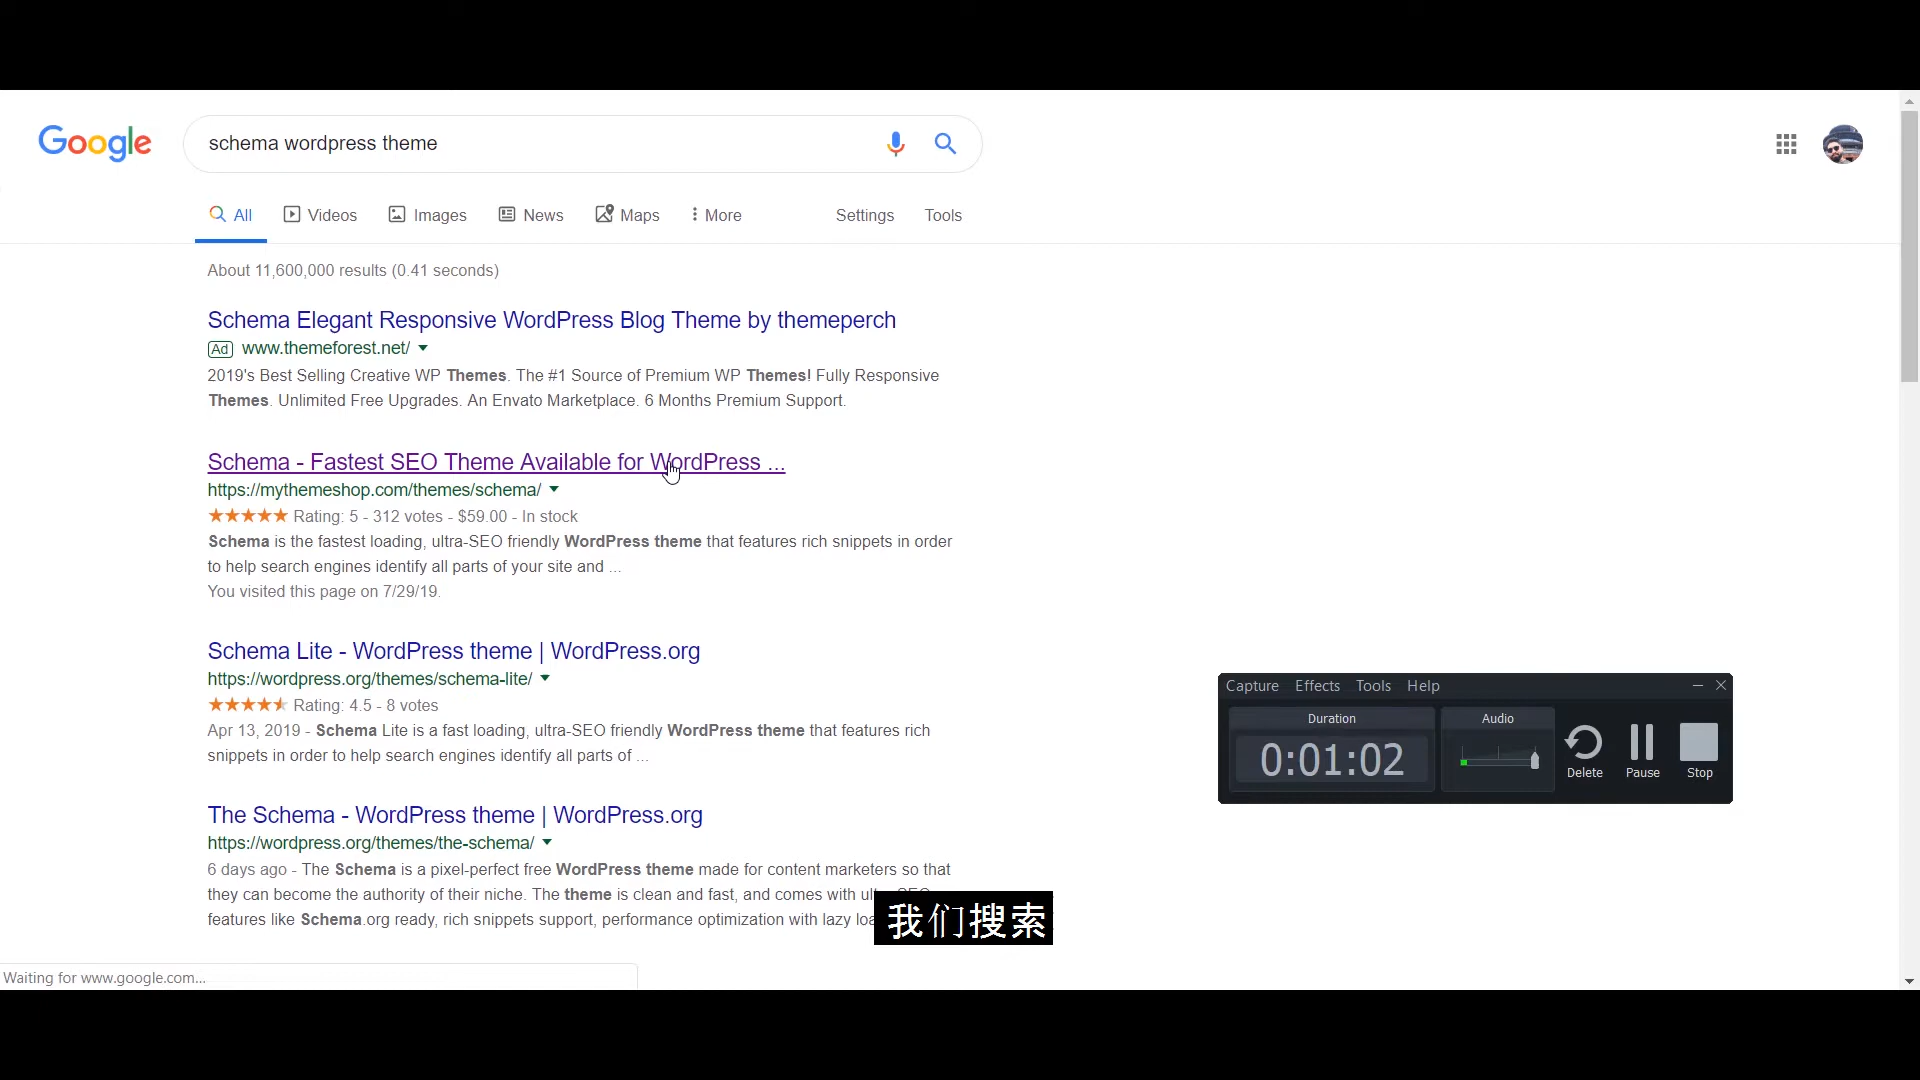 Google
schema wordpress theme
All Videos Images News Maps More Settings Tools
About 11,600,000 results (0.41 seconds)
Schema Elegant Responsive WordPress Blog Theme by themeperch
Ad www.themeforest.net/
2019's Best Selling Creative WP Themes. The #1 Source of Premium WP Themes! Fully Responsive
Themes. Unlimited Free Upgrades. An Envato Marketplace. 6 Months Premium Support.
Schema - Fastest SEO Theme Available for WordPress ...
https://mythemeshop.com/themes/schema/
Rating: 5 - 312 votes - $59.00 - In stock
Schema is the fastest loading, ultra-SEO friendly WordPress theme that features rich snippets in order
to help search engines identify all parts of your site and ...
You visited this page on 7/29/19.
Schema Lite - WordPress theme | WordPress.org
https://wordpress.org/themes/schema-lite/
Rating: 4.5 - 8 votes
Apr 13, 2019 - Schema Lite is a fast loading, ultra-SEO friendly WordPress theme that features rich
snippets in order to help search engines identify all parts of ...
Capture Effects Tools Help
Duration Audio
0:01:02
Delete Pause Stop
The Schema - WordPress theme | WordPress.org
https://wordpress.org/themes/the-schema/
6 days ago - The Schema is a pixel-perfect free WordPress theme made for content marketers so that
they can become the authority of their niche. The theme is clean and fast, and comes with
features like Schema.org ready, rich snippets support, performance optimization with lazy
我们搜索
Waiting for www.google.com...